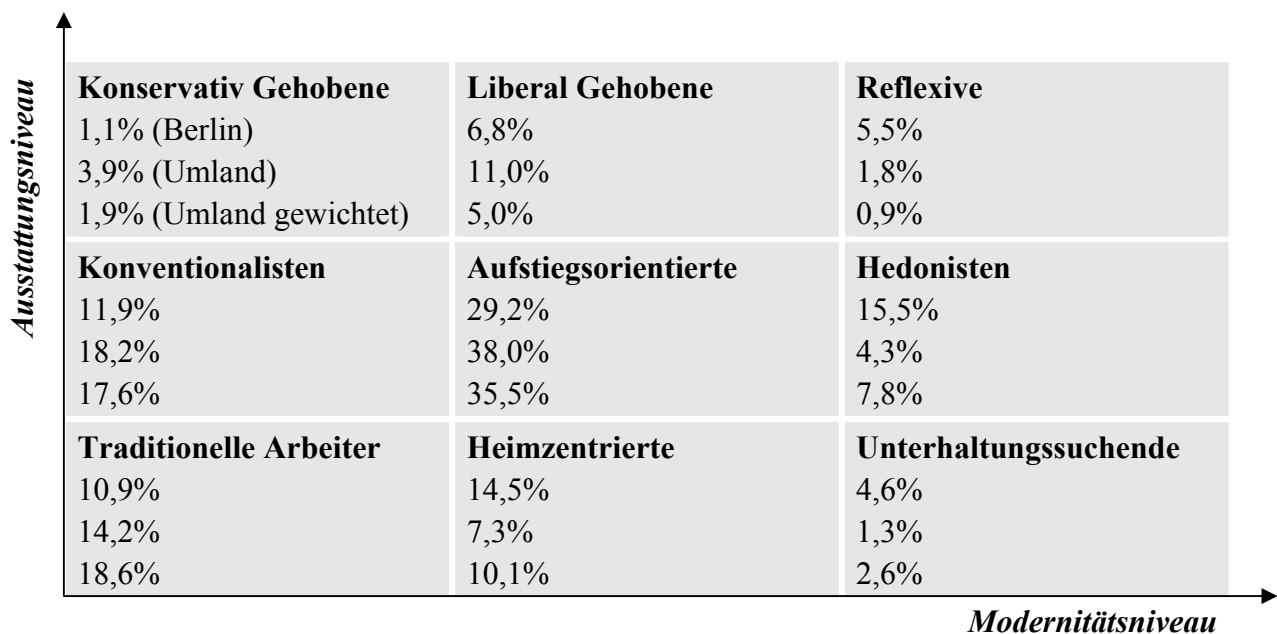 Ausstattungsniveau
Konservativ Gehobene
1,1% (Berlin)
3,9% (Umland)
1,9% (Umland gewichtet)
Liberal Gehobene
6,8%
11,0%
5,0%
Reflexive
5,5%
1,8%
0,9%
Konventionalisten
11,9%
18,2%
17,6%
Aufstiegsorientierte
29,2%
38,0%
35,5%
Hedonisten
15,5%
4,3%
7,8%
Traditionelle Arbeiter
10,9%
14,2%
18,6%
Heimzentrierte
14,5%
7,3%
10,1%
Unterhaltungssuchende
4,6%
1,3%
2,6%
Modernitätsniveau